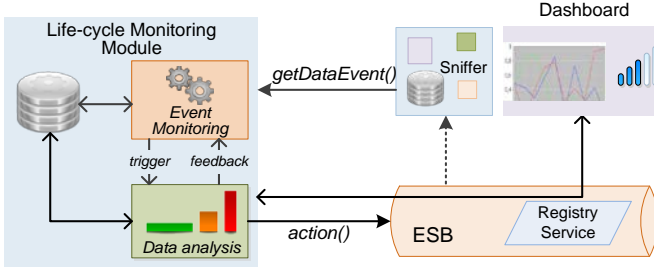 Dashboard
Life-cycle Monitoring
Module
Sniffer
getDataEvent()
Event
Monitoring
trigger
feedback
Data analysis
action()
ESB
Registry
Service